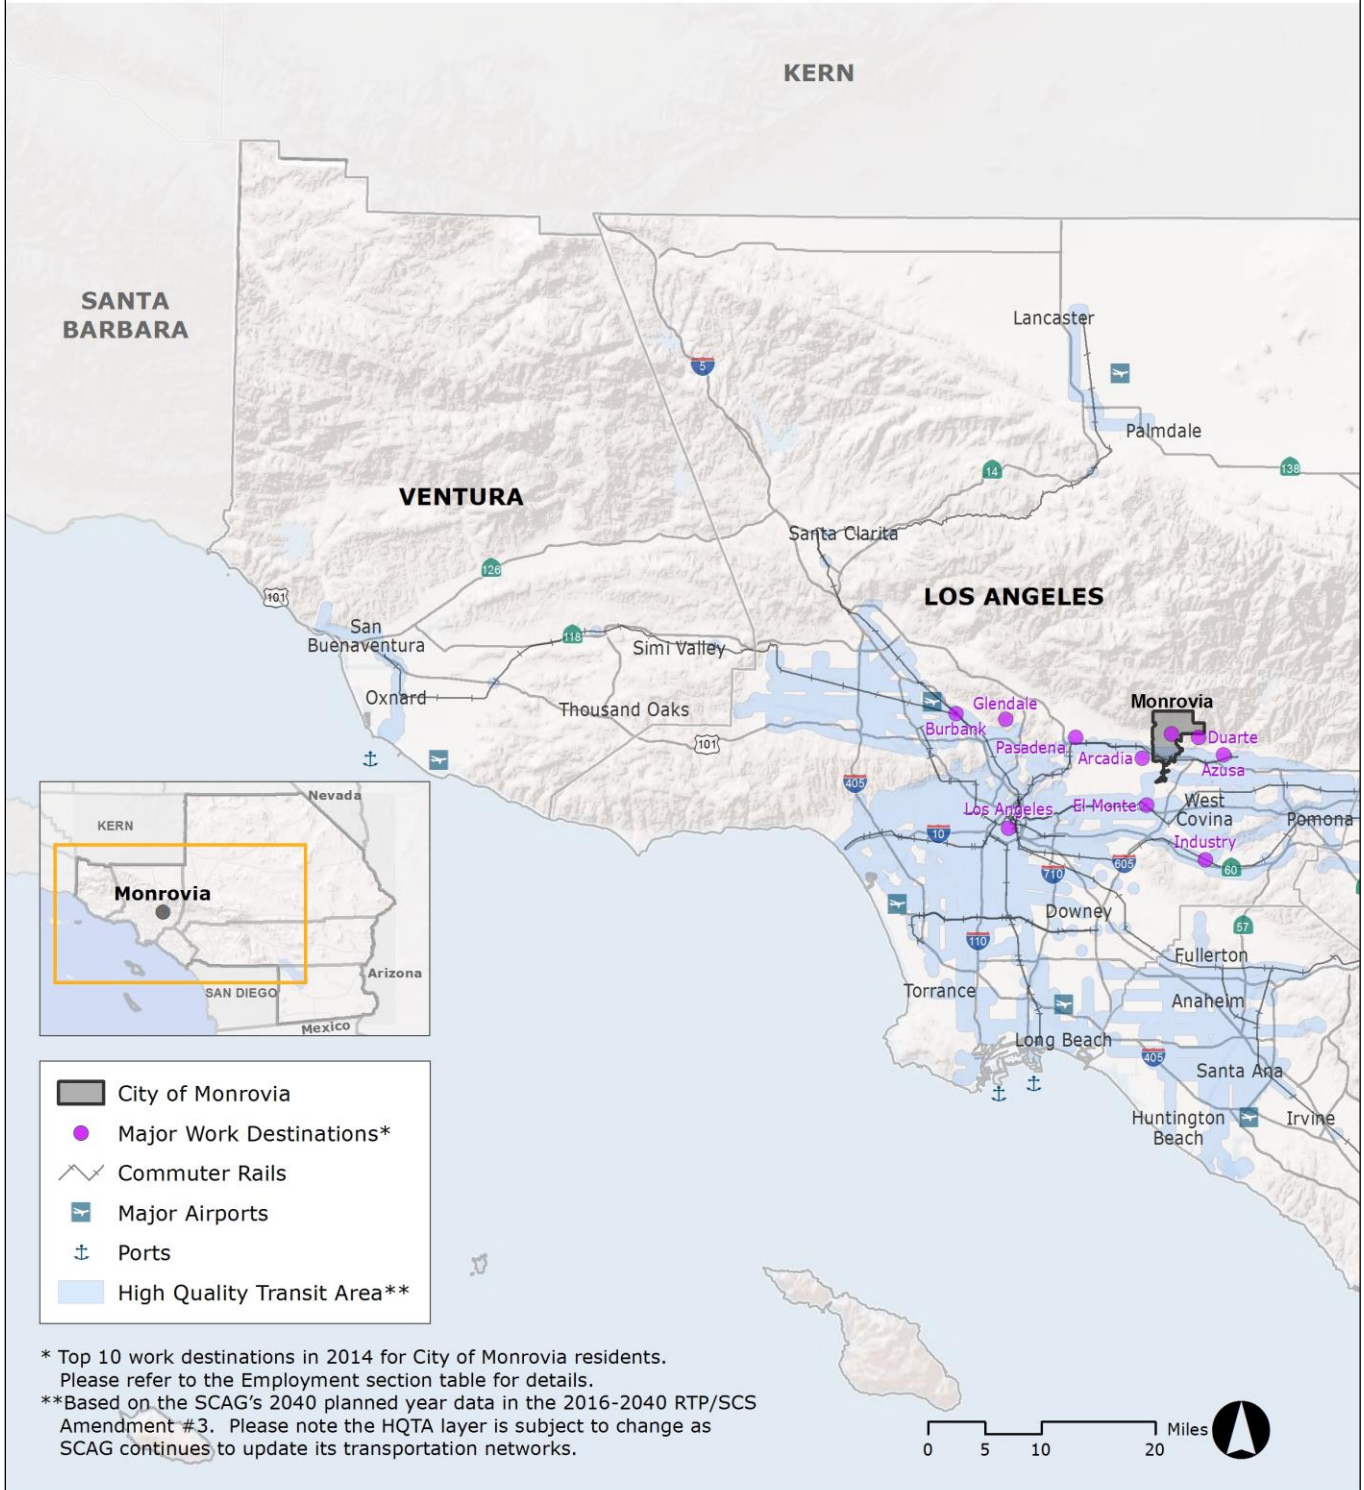 KERN
SANTA
BARBARA
Lancaster
5
Palmdale
14
138
VENTURA
Santa Clarita
126
LOS ANGELES
101
San
Buenaventura
118
Simi Valley
Oxnard
Thousand Oaks
101
Monrovia
Glendale
Burbank
Pasadena
Duarte
Arcadia
Azusa
405
Los Angeles
El Monte
West
Covina
Pomona
10
Industry
605
60
710
Downey
57
110
Fullerton
Torrance
Anaheim
Long Beach
405
Santa Ana
Huntington
Beach
Irvine
Nevada
KERN
Monrovia
Arizona
SAN DIEGO
Mexico
City of Monrovia
Major Work Destinations*
Commuter Rails
Major Airports
Ports
High Quality Transit Area**
* Top 10 work destinations in 2014 for City of Monrovia residents.
Please refer to the Employment section table for details.
**Based on the SCAG's 2040 planned year data in the 2016-2040 RTP/SCS
Amendment #3. Please note the HQTA layer is subject to change as
SCAG continues to update its transportation networks.
Miles
0 5 10 20